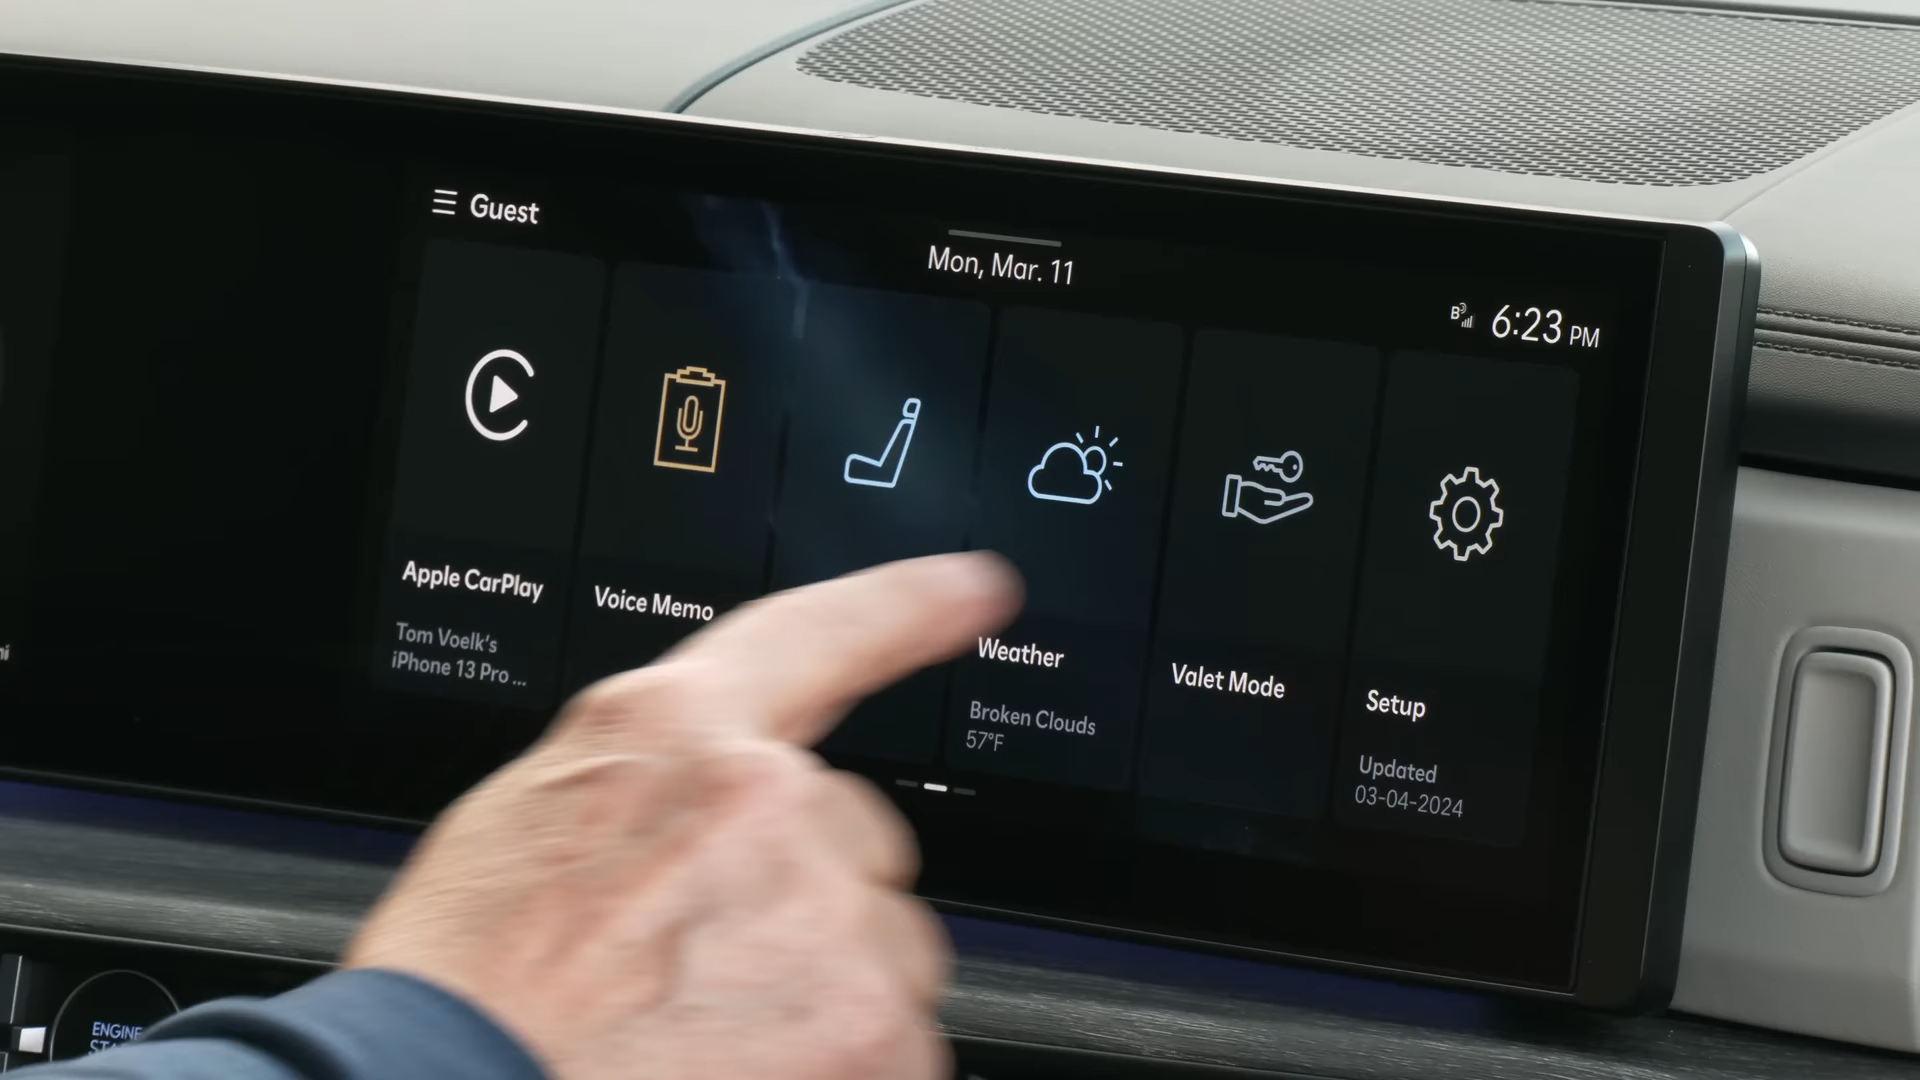 Guest
Mon, Mar. 11
6:23 PM
Apple CarPlay
Tom Voelk's
iPhone 13 Pro ...
Voice Memo
Weather
Broken Clouds
57°F
Valet Mode
Setup
Updated
03-04-2024
ENGINE